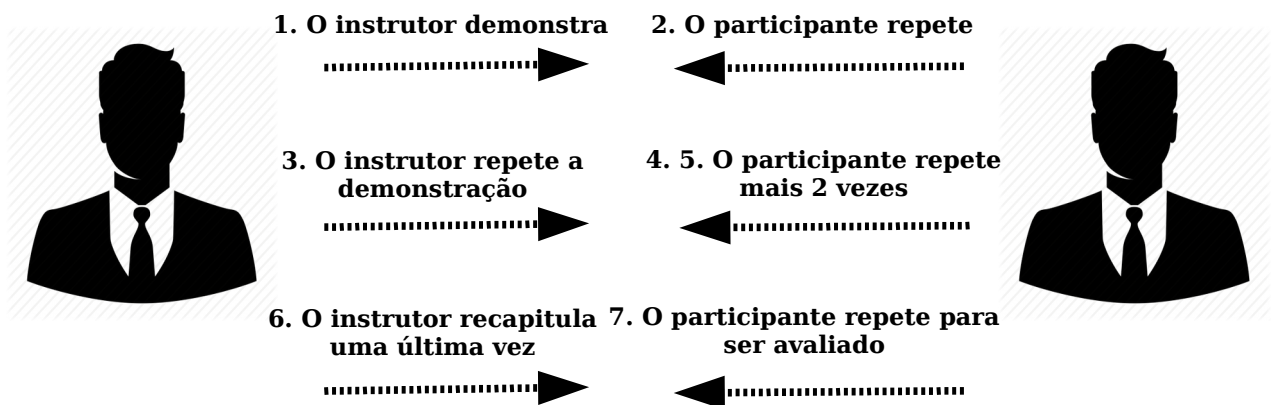 1. O instrutor demonstra
2. O participante repete
3. O instrutor repete a
demonstração
4. 5. O participante repete
mais 2 vezes
6. O instrutor recapitula
uma última vez
7. O participante repete para
ser avaliado